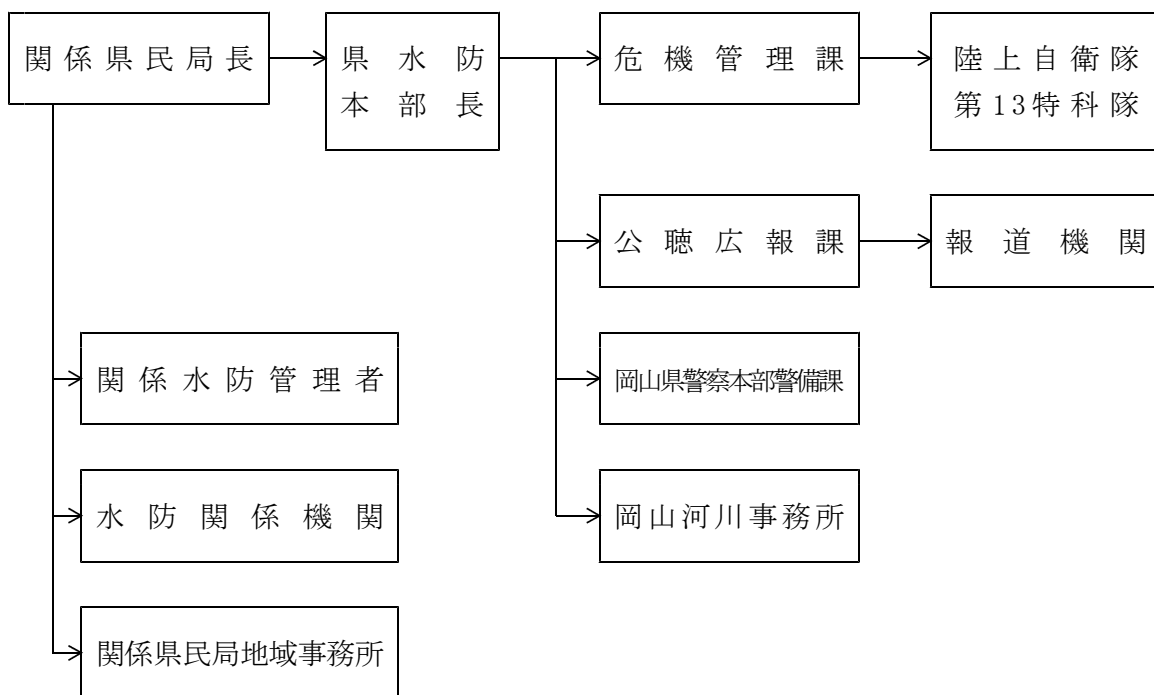 関係県民局長
県水防
本部長
危機管理課
陸上自衛隊
第13特科隊
公聴広報課
報道機関
関係水防管理者
岡山県警察本部警備課
水防関係機関
岡山河川事務所
関係県民局地域事務所